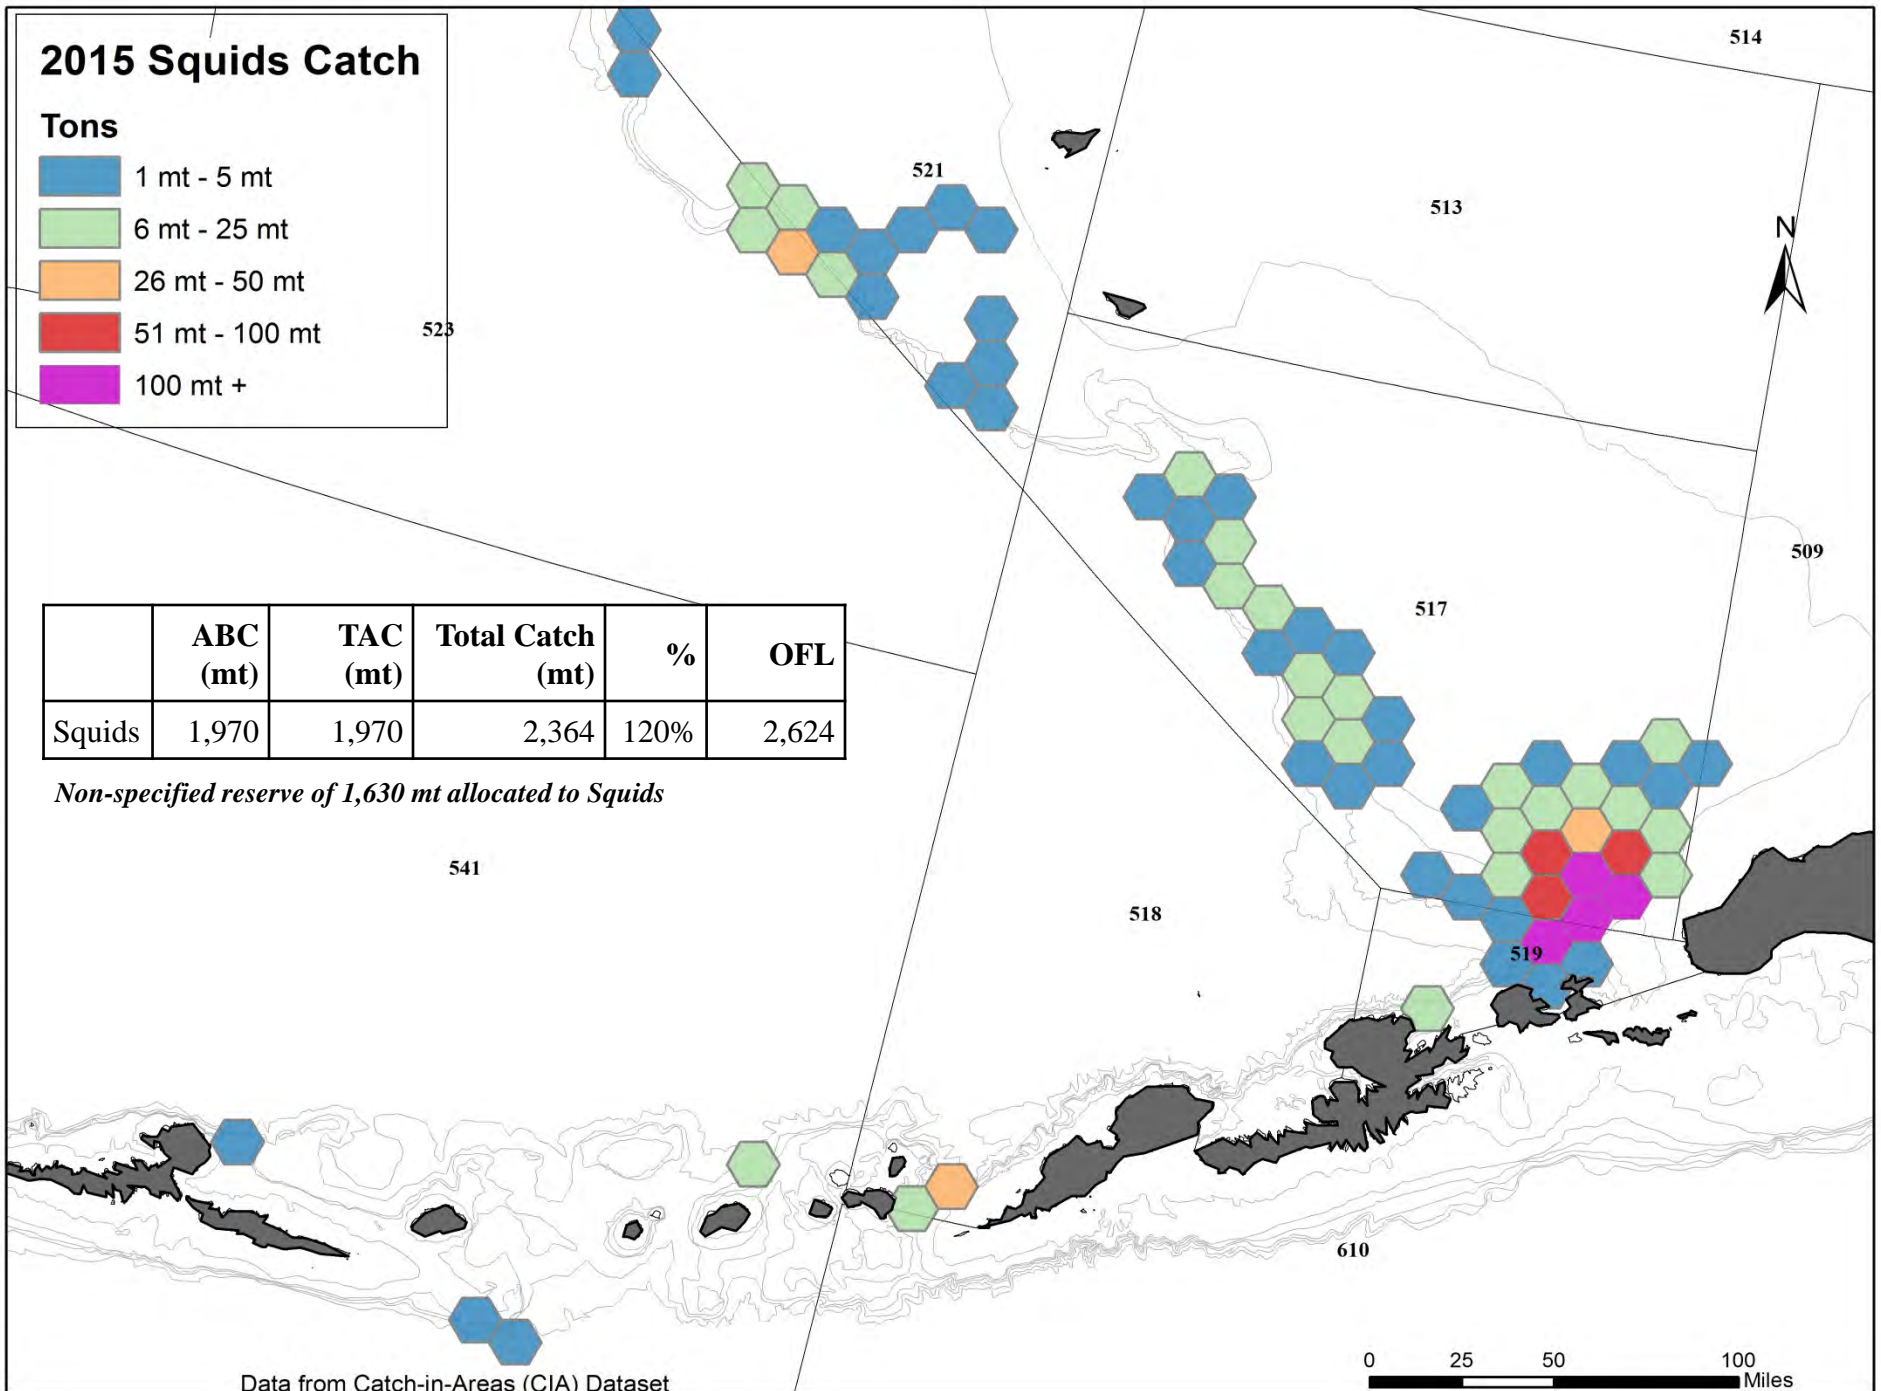 2015 Squids Catch
Tons
1 mt - 5 mt
6 mt - 25 mt
26 mt - 50 mt
51 mt - 100 mt
100 mt +
514
521
513
N
523
509
517
ABC (mt) TAC (mt) Total Catch (mt) % OFL
Squids 1,970 1,970 2,364 120% 2,624
Non-specified reserve of 1,630 mt allocated to Squids
541
518
519
610
0 25 50 100
Miles
Data from Catch-in-Areas (CIA) Dataset